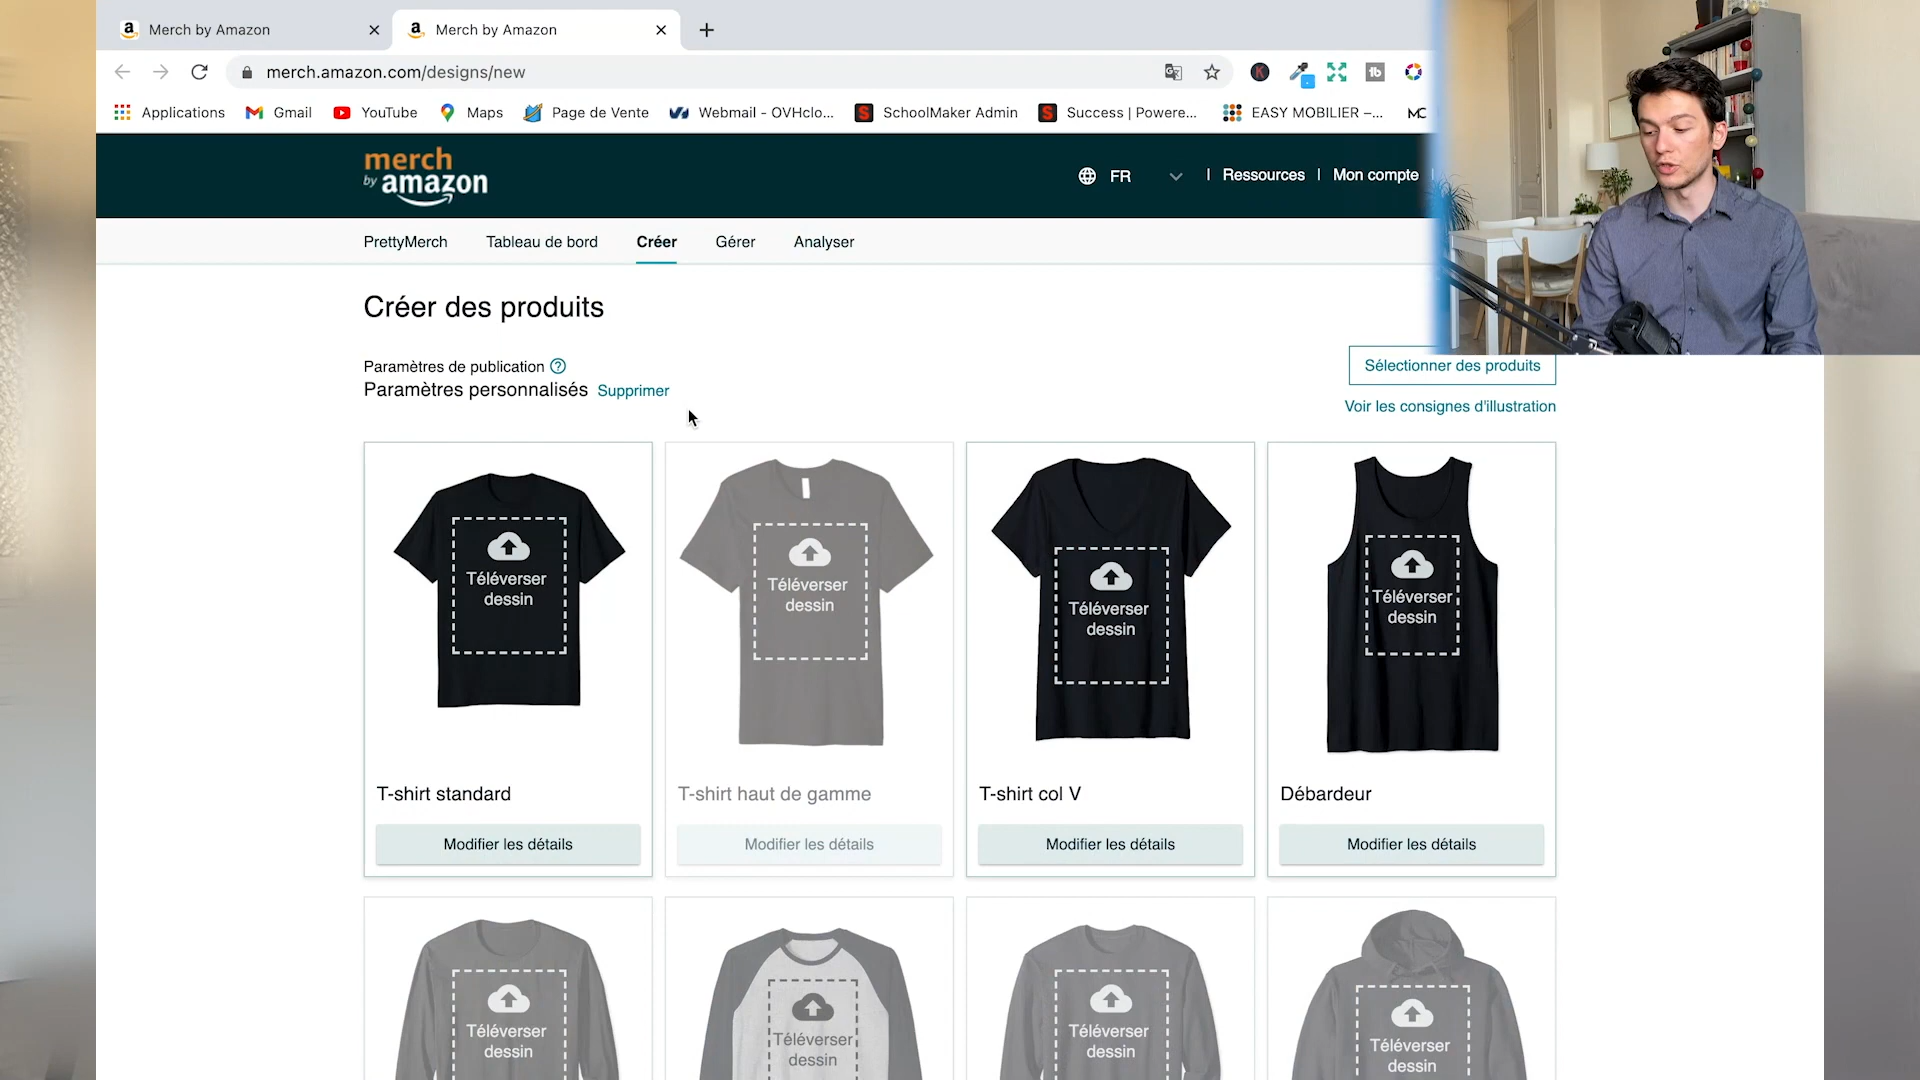 Merch by Amazon
Merch by Amazon
merch.amazon.com/designs/new
Applications
Gmail
YouTube
Maps
Page de Vente
Webmail - OVHclo...
SchoolMaker Admin
Success | Powere...
EASY MOBILIER –...
merch
by amazon
FR
Ressources
Mon compte
PrettyMerch
Tableau de bord
Créer
Gérer
Analyser
Créer des produits
Paramètres de publication
Paramètres personnalisés Supprimer
Sélectionner des produits
Voir les consignes d'illustration
Téléverser
dessin
Téléverser
dessin
Téléverser
dessin
Téléverser
dessin
T-shirt standard
T-shirt haut de gamme
T-shirt col V
Débardeur
Modifier les détails
Modifier les détails
Modifier les détails
Modifier les détails
Téléverser
dessin
Téléverser
dessin
Téléverser
dessin
Téléverser
dessin